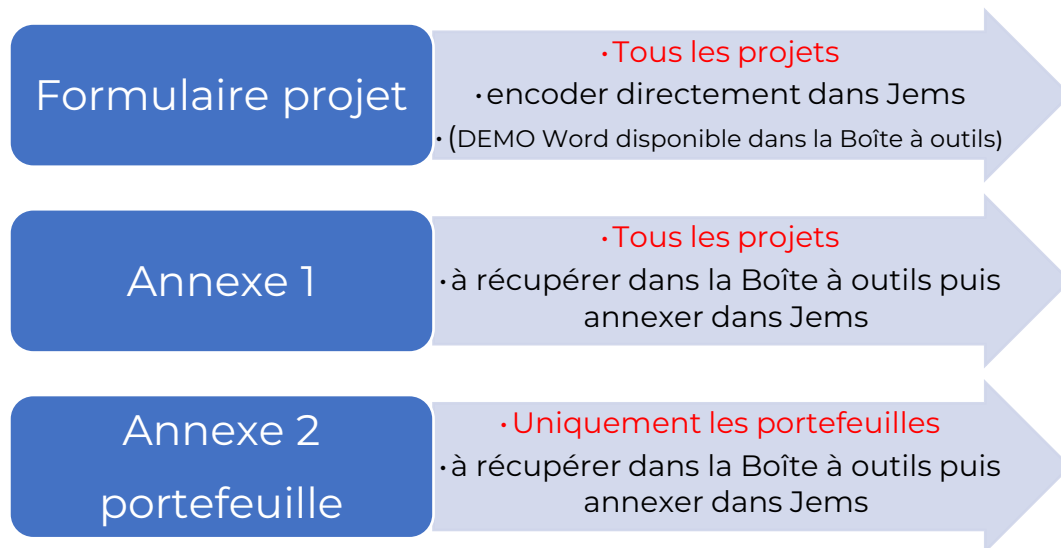 Formulaire projet
·Tous les projets
·encoder directement dans Jems
·(DEMO Word disponible dans la Boîte à outils)
Annexe 1
·Tous les projets
·à récupérer dans la Boîte à outils puis
annexer dans Jems
Annexe 2
portefeuille
·Uniquement les portefeuilles
·à récupérer dans la Boîte à outils puis
annexer dans Jems